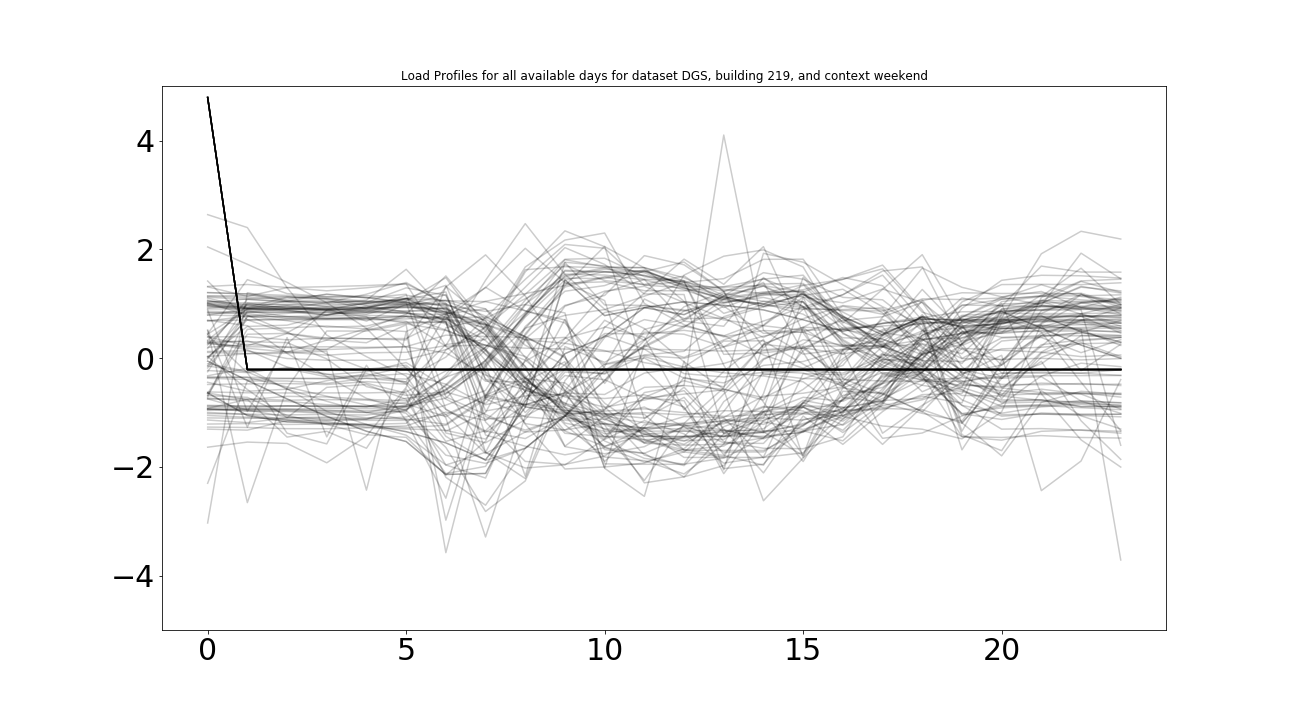 Load Profiles for all available days for dataset DGS, building 219, and context weekend
4
2
0
−2
−4
0 5 10 15 20